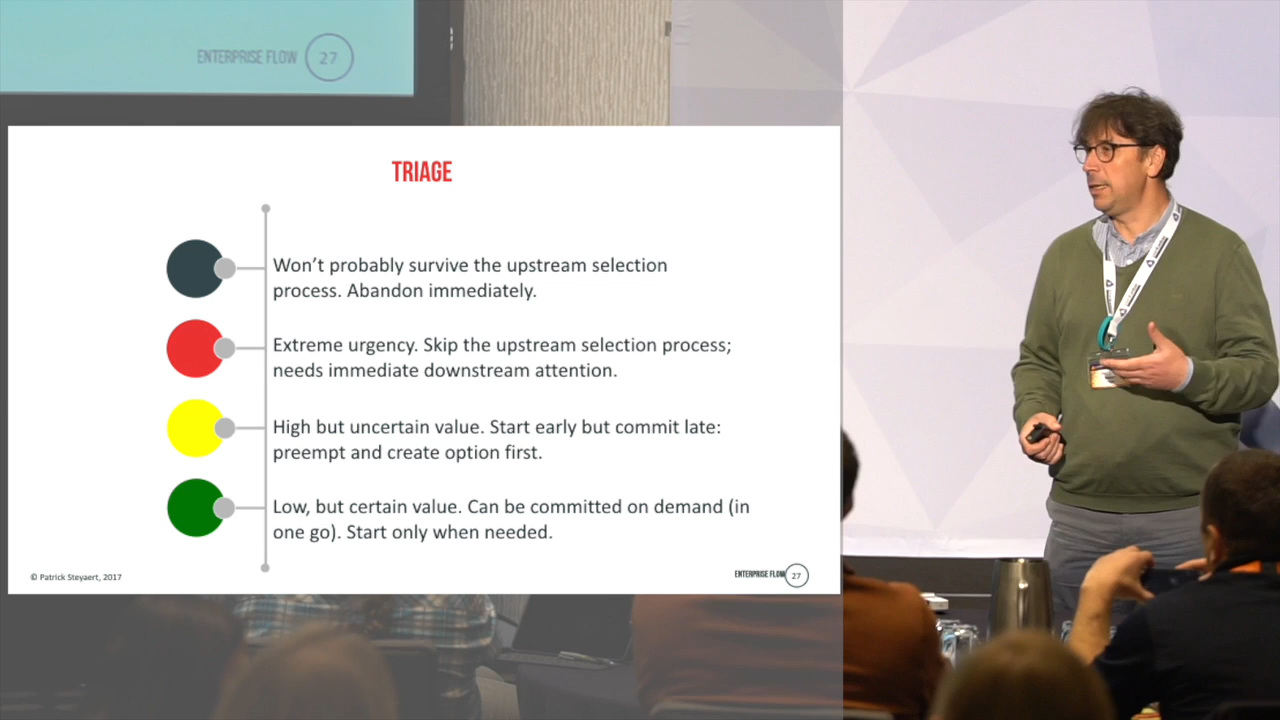 ENTERPRISE FLOW 27
TRIAGE
Won't probably survive the upstream selection
process. Abandon immediately.
Extreme urgency. Skip the upstream selection process;
needs immediate downstream attention.
High but uncertain value. Start early but commit late:
preempt and create option first.
Low, but certain value. Can be committed on demand (in
one go). Start only when needed.
© Patrick Steyaert, 2017
ENTERPRISE FLOW 27